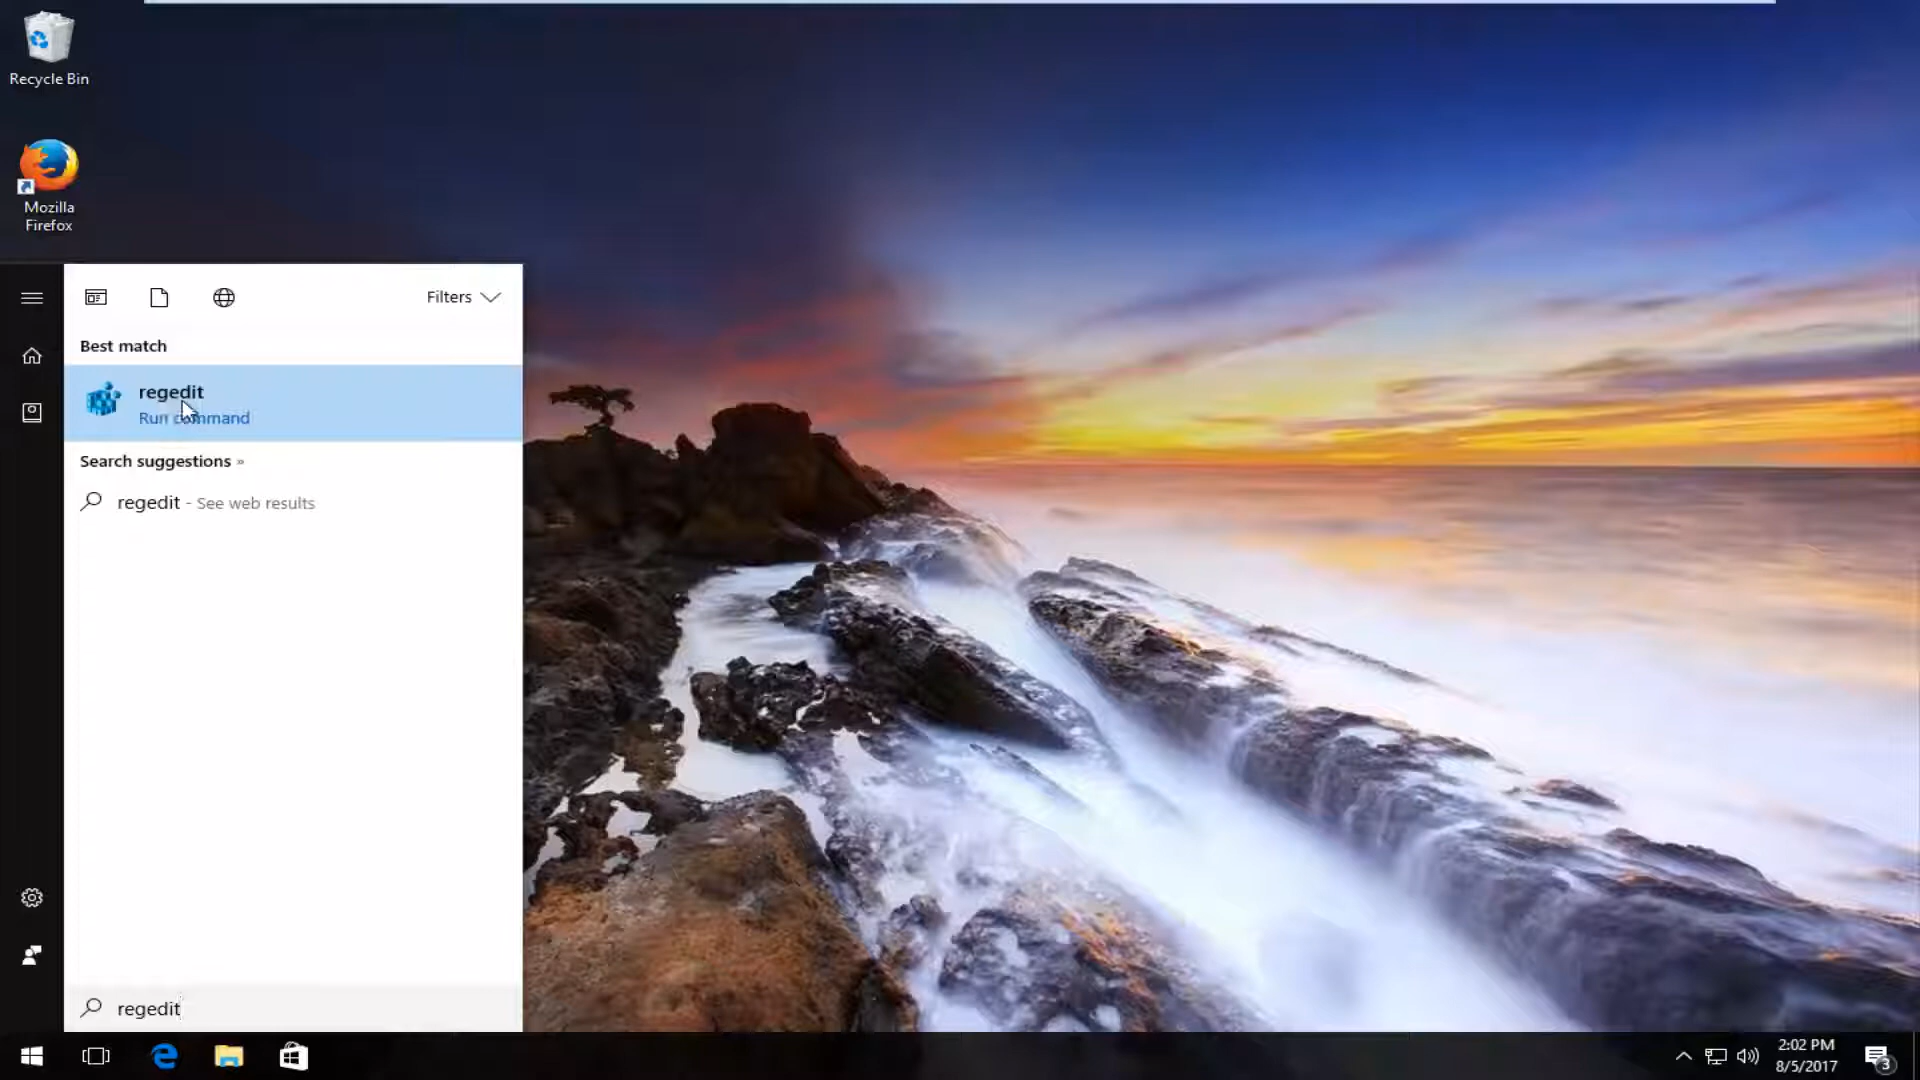 Recycle Bin
Mozilla
Firefox
Filters
Best match
regedit
Run command
Search suggestions »
regedit - See web results
regedit
2:02 PM
8/5/2017
3